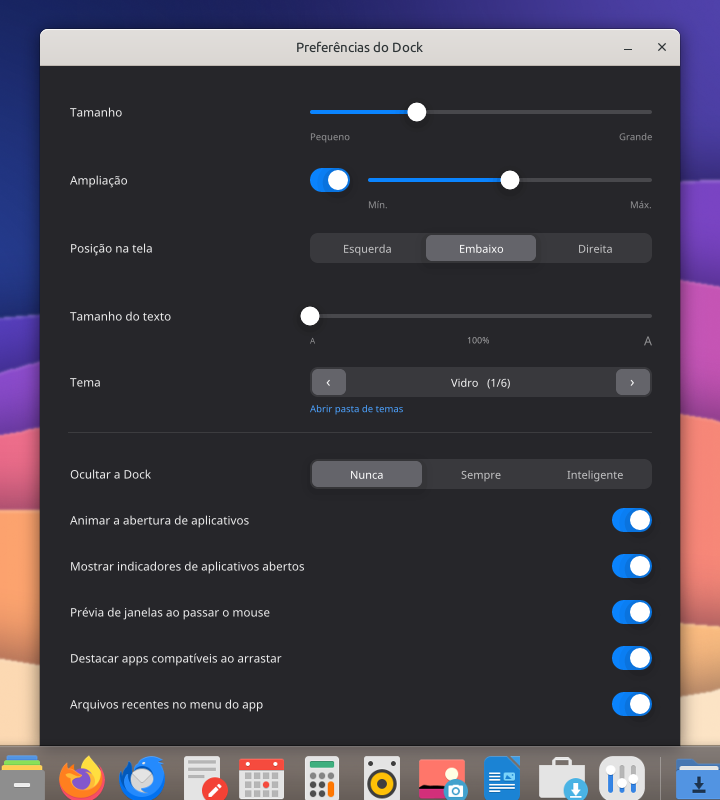 Preferências do Dock
Tamanho
Pequeno Grande
Ampliação
Mín. Máx.
Posição na tela Esquerda Embaixo Direita
Tamanho do texto
A 100% A
Tema ‹ Vidro (1/6) ›
Abrir pasta de temas
Ocultar a Dock Nunca Sempre Inteligente
Animar a abertura de aplicativos
Mostrar indicadores de aplicativos abertos
Prévia de janelas ao passar o mouse
Destacar apps compatíveis ao arrastar
Arquivos recentes no menu do app